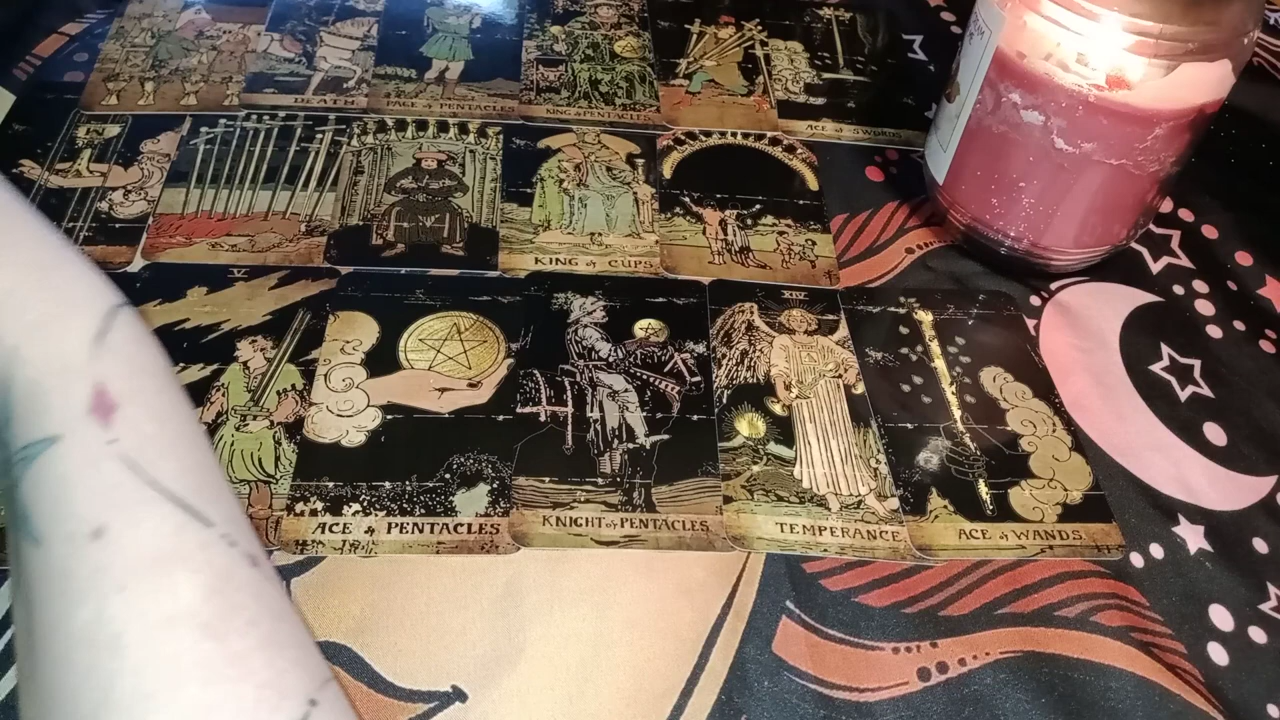 DEATH
PAGE of PENTACLES
KING of PENTACLES
ACE of SWORDS
KING of CUPS
V
XIV
ACE of PENTACLES
KNIGHT of PENTACLES
TEMPERANCE
ACE of WANDS